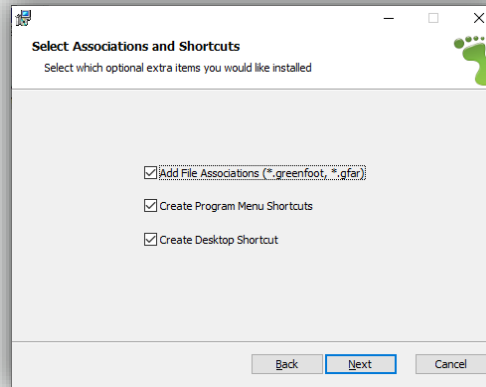 Select Associations and Shortcuts
Select which optional extra items you would like installed
Add File Associations (*.greenfoot, *.gfar)
Create Program Menu Shortcuts
Create Desktop Shortcut
Back
Next
Cancel